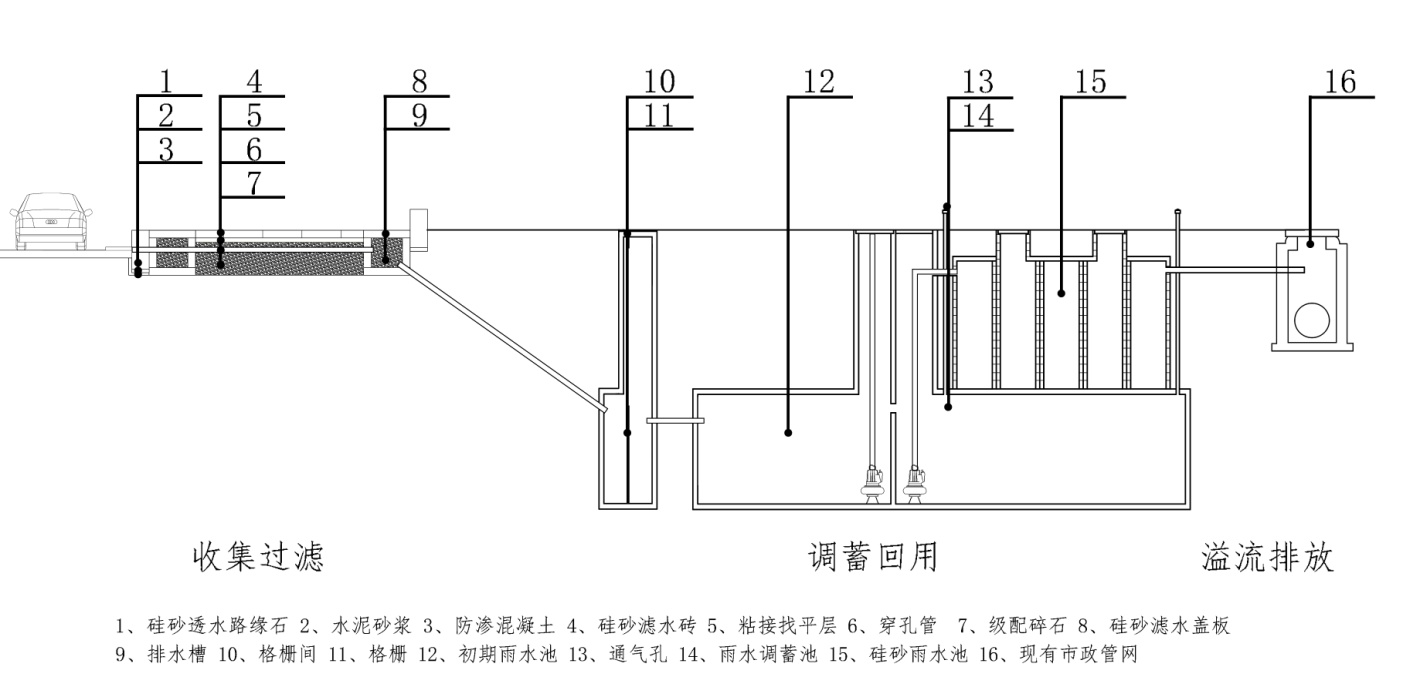 1 4 8 10 12 13 15 16
2 5 9 11 14
3 6
7
收集过滤 调蓄回用 溢流排放
1、硅砂透水路缘石 2、水泥砂浆 3、防渗混凝土 4、硅砂滤水砖 5、粘接找平层 6、穿孔管 7、级配碎石 8、硅砂滤水盖板
9、排水槽 10、格栅间 11、格栅 12、初期雨水池 13、通气孔 14、雨水调蓄池 15、硅砂雨水池 16、现有市政管网